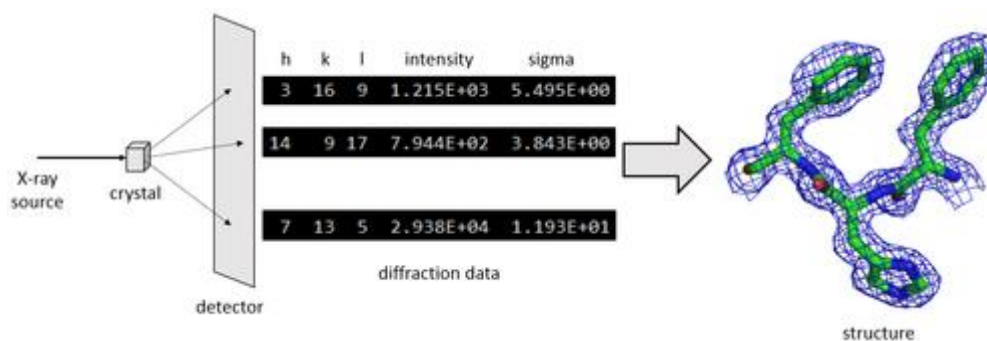 h k l intensity sigma
3 16 9 1.215E+03 5.495E+00
14 9 17 7.944E+02 3.843E+00
X-ray
source
crystal
7 13 5 2.938E+04 1.193E+01
diffraction data
detector
structure